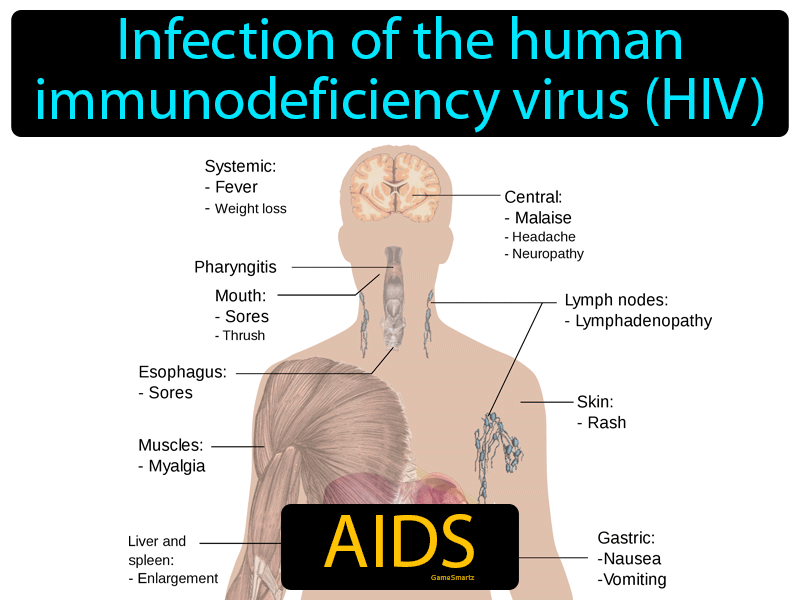 Infection of the human
immunodeficiency virus (HIV)
Systemic:
- Fever
- Weight loss
Central:
- Malaise
- Headache
- Neuropathy
Pharyngitis
Mouth:
- Sores
- Thrush
Lymph nodes:
- Lymphadenopathy
Esophagus:
- Sores
Skin:
- Rash
Muscles:
- Myalgia
Liver and
spleen:
- Enlargement
AIDS
GameSmartz
Gastric:
-Nausea
-Vomiting